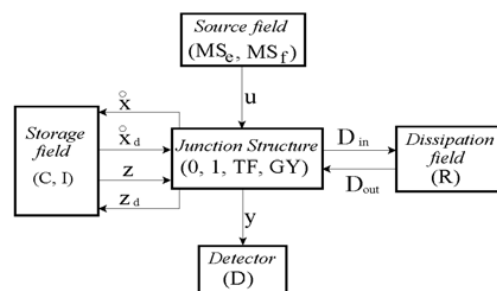 Source field
(MSe, MSf)
u
x̊
Storage
field
(C, I)
x̊d
z
zd
Junction Structure
(0, 1, TF, GY)
Din
Dout
Dissipation
field
(R)
y
Detector
(D)